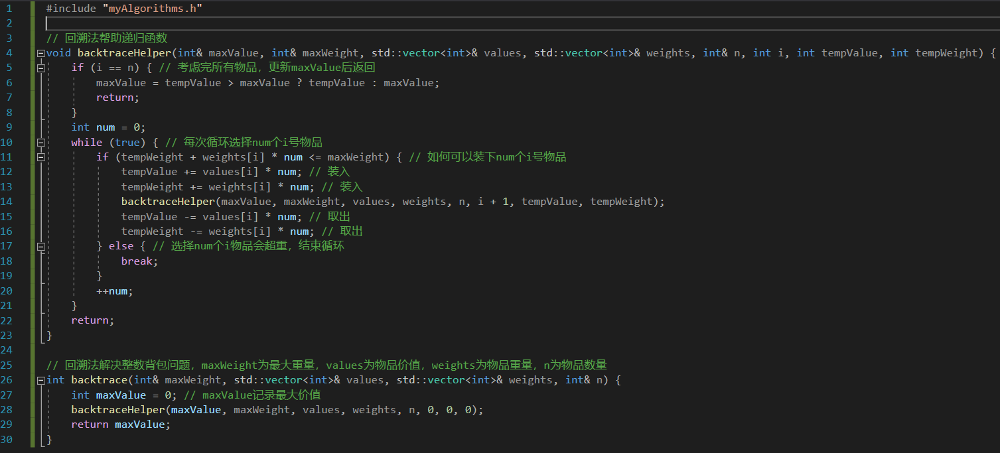 1 #include "myAlgorithms.h"
2
3 // 回溯法帮助递归函数
4 void backtraceHelper(int& maxValue, int& maxWeight, std::vector<int>& values, std::vector<int>& weights, int& n, int i, int tempValue, int tempWeight) {
5     if (i == n) { // 考虑完所有物品，更新maxValue后返回
6         maxValue = tempValue > maxValue ? tempValue : maxValue;
7         return;
8     }
9     int num = 0;
10     while (true) { // 每次循环选择num个i号物品
11         if (tempWeight + weights[i] * num <= maxWeight) { // 如何可以装下num个i号物品
12             tempValue += values[i] * num; // 装入
13             tempWeight += weights[i] * num; // 装入
14             backtraceHelper(maxValue, maxWeight, values, weights, n, i + 1, tempValue, tempWeight);
15             tempValue -= values[i] * num; // 取出
16             tempWeight -= weights[i] * num; // 取出
17         } else { // 选择num个i物品会超重，结束循环
18             break;
19         }
20         ++num;
21     }
22     return;
23 }
24
25 // 回溯法解决整数背包问题，maxWeight为最大重量，values为物品价值，weights为物品重量，n为物品数量
26 int backtrace(int& maxWeight, std::vector<int>& values, std::vector<int>& weights, int& n) {
27     int maxValue = 0; // maxValue记录最大价值
28     backtraceHelper(maxValue, maxWeight, values, weights, n, 0, 0, 0);
29     return maxValue;
30 }